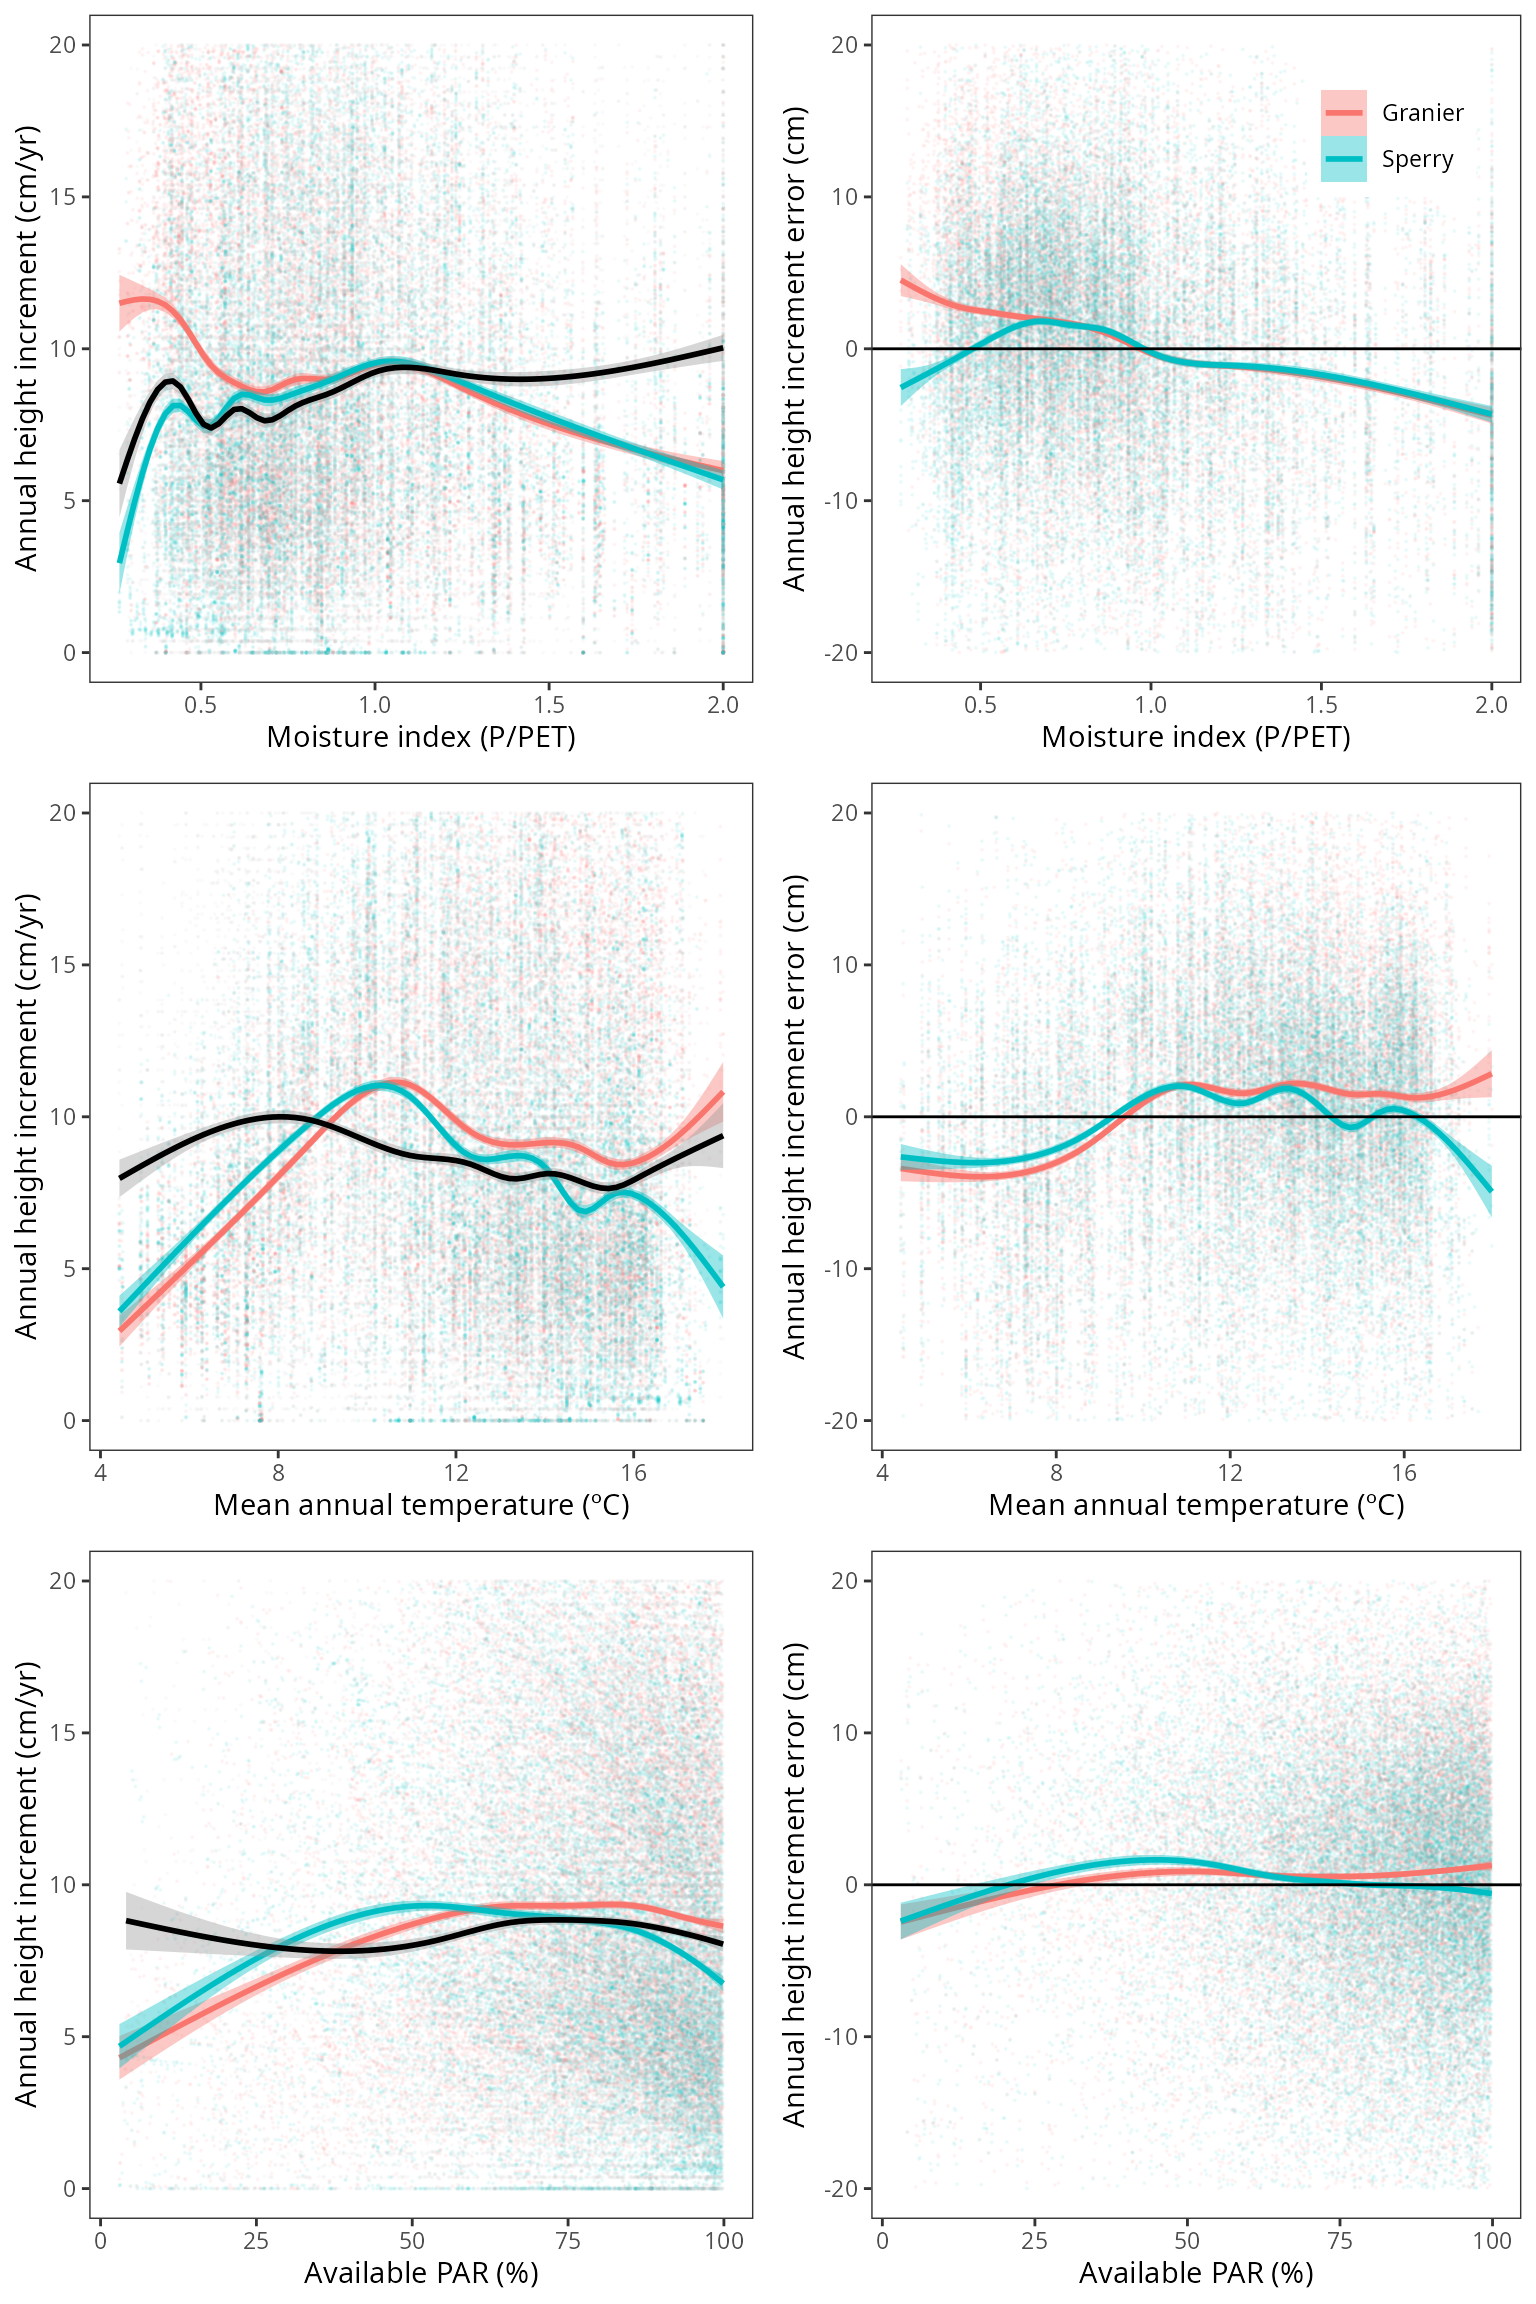 Annual height increment (cm/yr)
20
15
10
5
0
0.5 1.0 1.5 2.0
Moisture index (P/PET)
Annual height increment error (cm)
20
10
0
-10
-20
Granier
Sperry
0.5 1.0 1.5 2.0
Moisture index (P/PET)
Annual height increment (cm/yr)
20
15
10
5
0
4 8 12 16
Mean annual temperature (ºC)
Annual height increment error (cm)
20
10
0
-10
-20
4 8 12 16
Mean annual temperature (ºC)
Annual height increment (cm/yr)
20
15
10
5
0
0 25 50 75 100
Available PAR (%)
Annual height increment error (cm)
20
10
0
-10
-20
0 25 50 75 100
Available PAR (%)